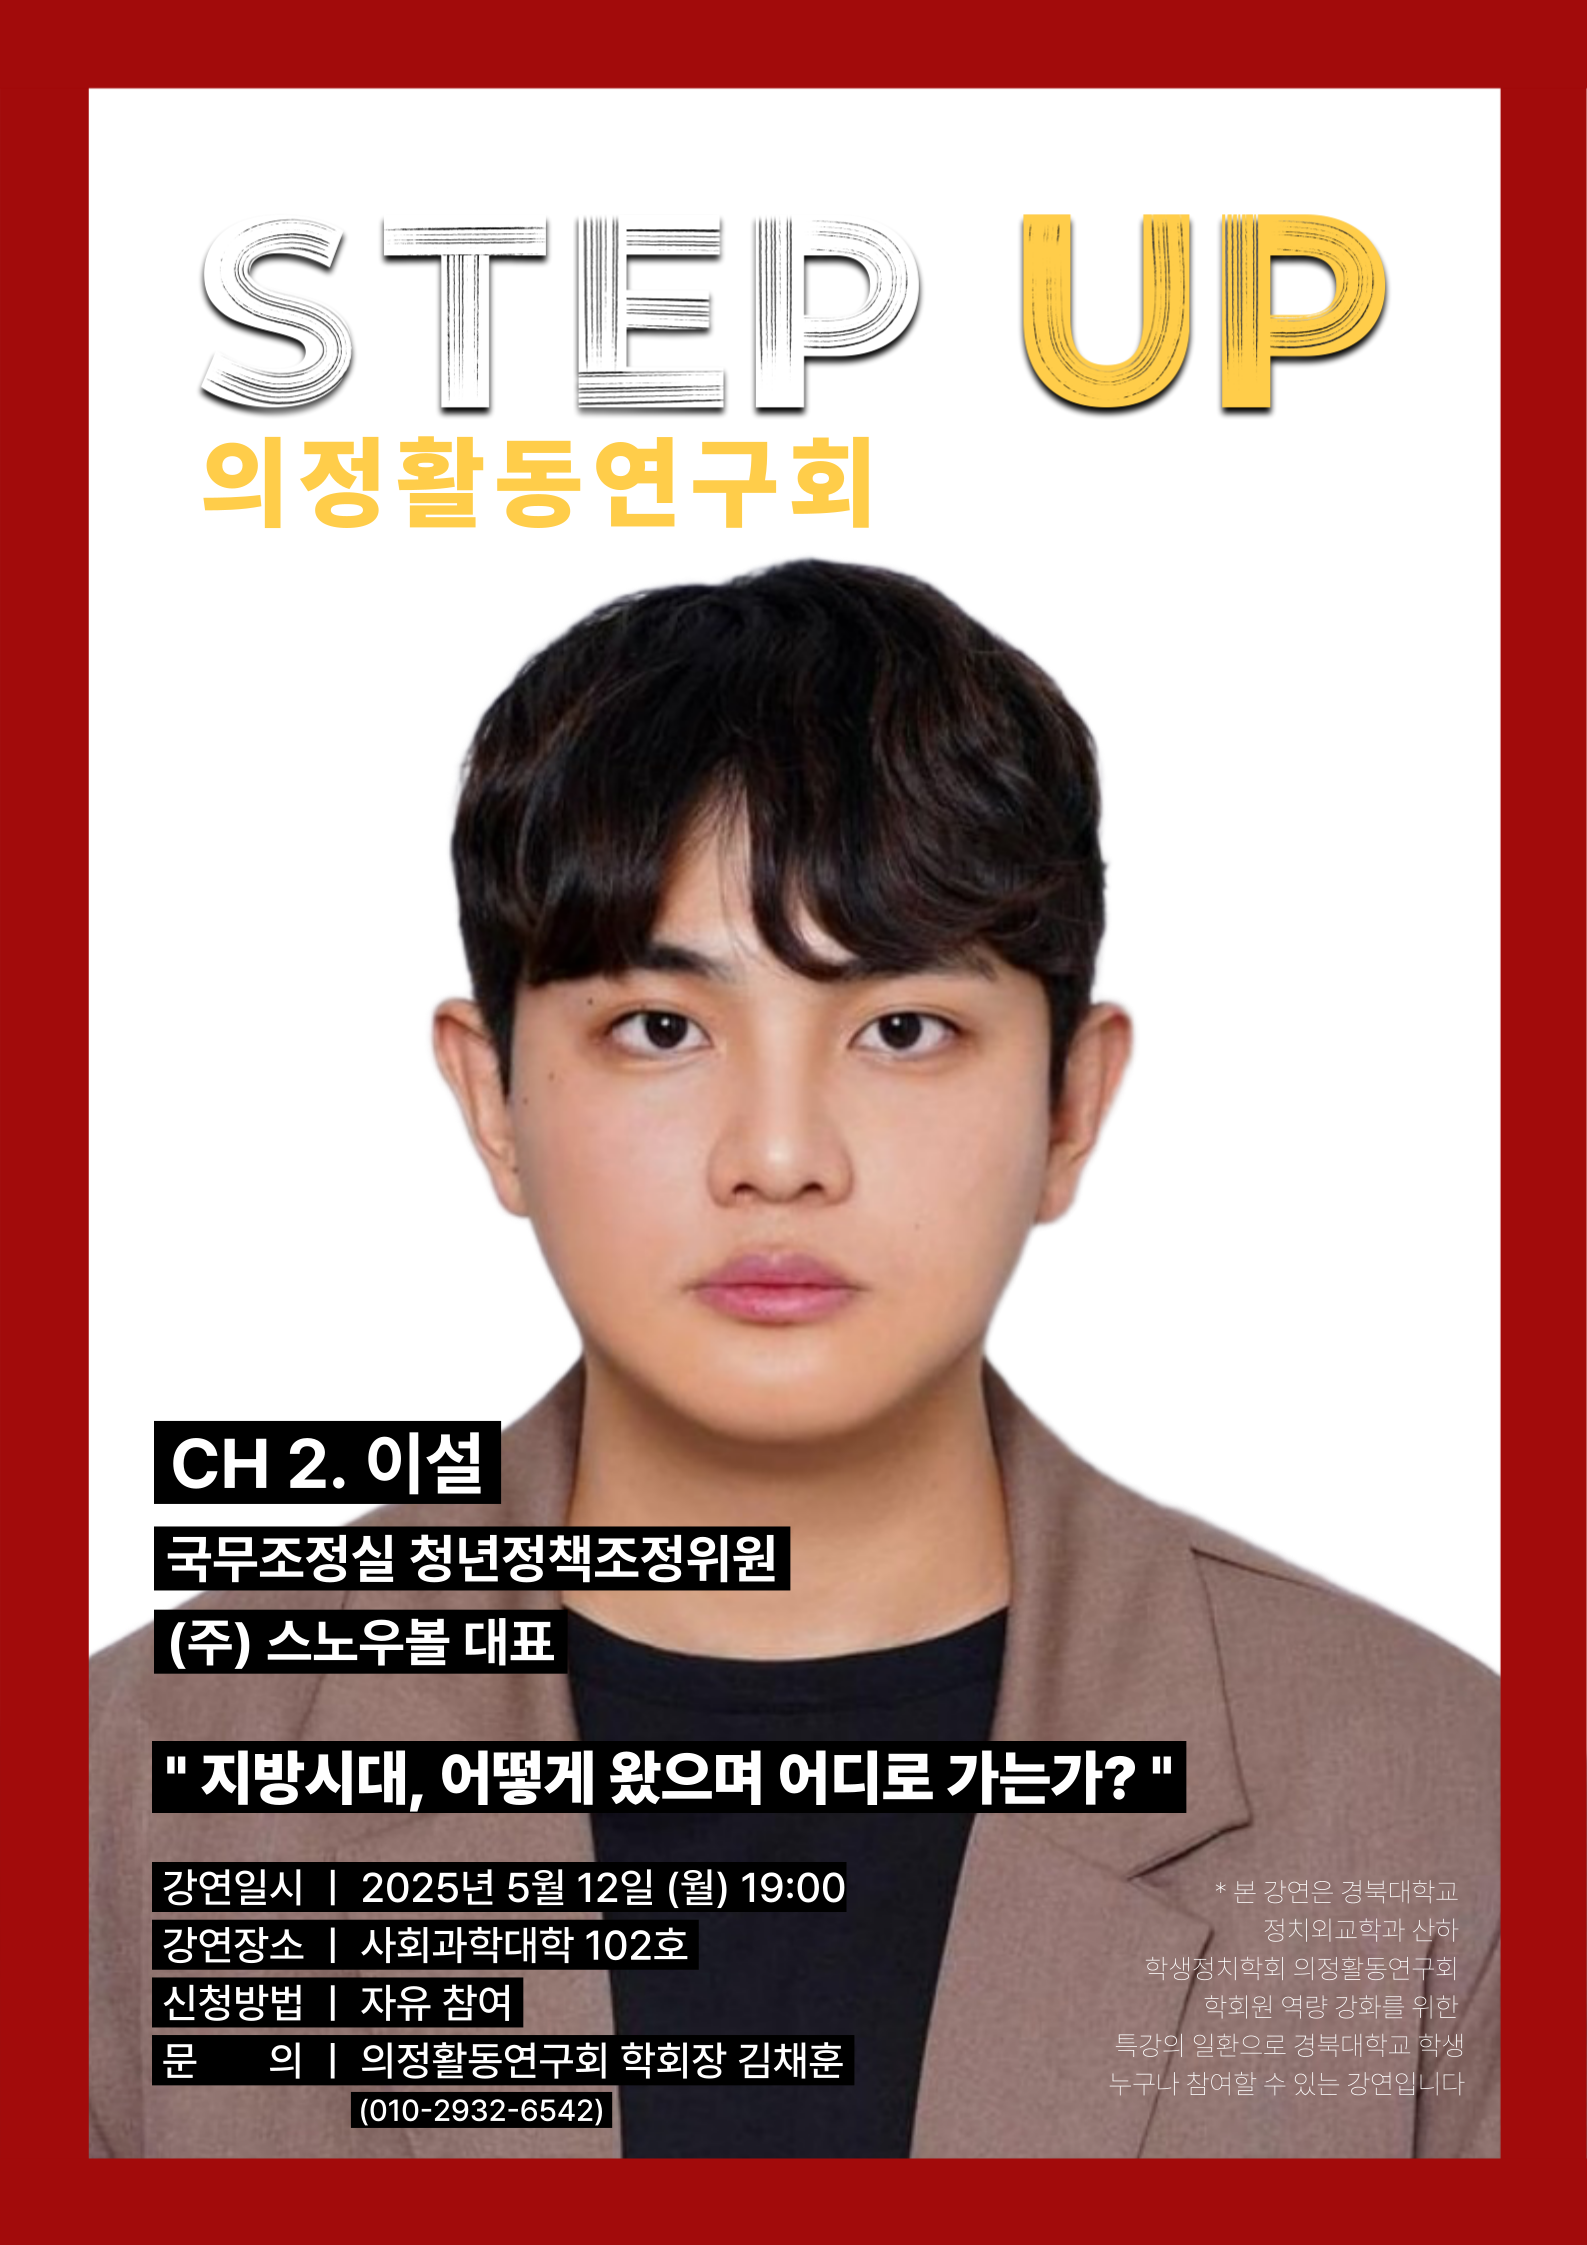 STEP UP
의정활동연구회
CH 2. 이설
국무조정실 청년정책조정위원
(주) 스노우볼 대표
" 지방시대, 어떻게 왔으며 어디로 가는가? "
강연일시 ㅣ 2025년 5월 12일 (월) 19:00
강연장소 ㅣ 사회과학대학 102호
신청방법 ㅣ 자유 참여
문 의 ㅣ 의정활동연구회 학회장 김채훈
(010-2932-6542)
* 본 강연은 경북대학교
정치외교학과 산하
학생정치학회 의정활동연구회
학회원 역량 강화를 위한
특강의 일환으로 경북대학교 학생
누구나 참여할 수 있는 강연입니다